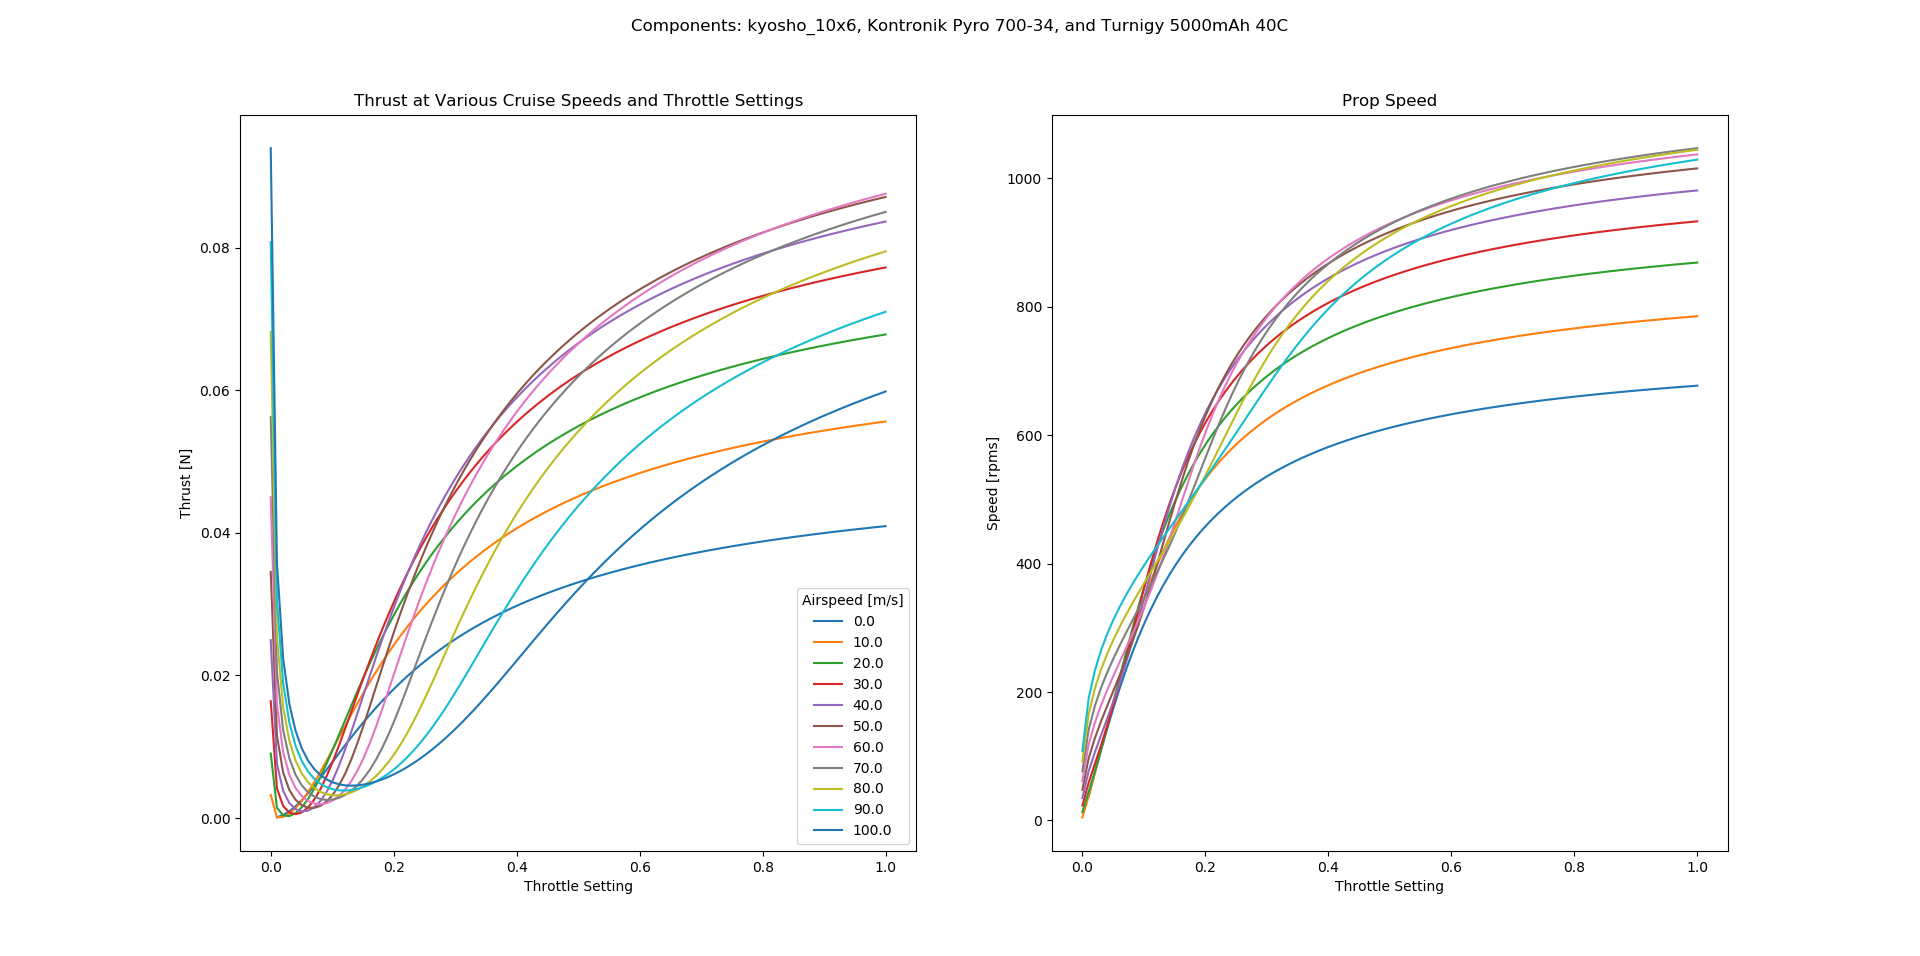 Components: kyosho_10x6, Kontronik Pyro 700-34, and Turnigy 5000mAh 40C
Thrust at Various Cruise Speeds and Throttle Settings
Thrust [N]
0.08
0.06
0.04
0.02
0.00
0.0 0.2 0.4 0.6 0.8 1.0
Throttle Setting
Airspeed [m/s]
0.0
10.0
20.0
30.0
40.0
50.0
60.0
70.0
80.0
90.0
100.0
Prop Speed
Speed [rpms]
1000
800
600
400
200
0
0.0 0.2 0.4 0.6 0.8 1.0
Throttle Setting